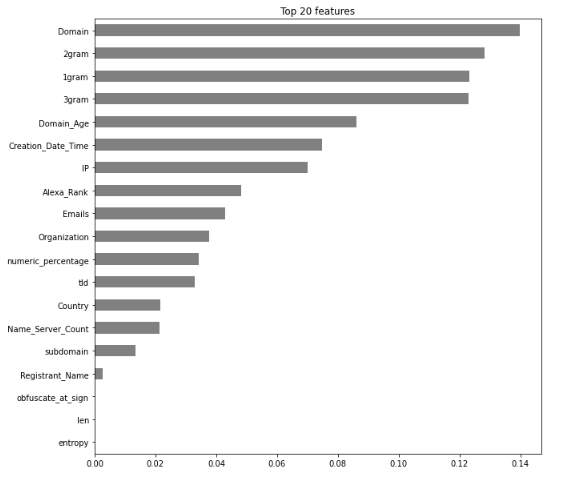 Top 20 features
Domain
2gram
1gram
3gram
Domain_Age
Creation_Date_Time
IP
Alexa_Rank
Emails
Organization
numeric_percentage
tld
Country
Name_Server_Count
subdomain
Registrant_Name
obfuscate_at_sign
len
entropy
0.00 0.02 0.04 0.06 0.08 0.10 0.12 0.14